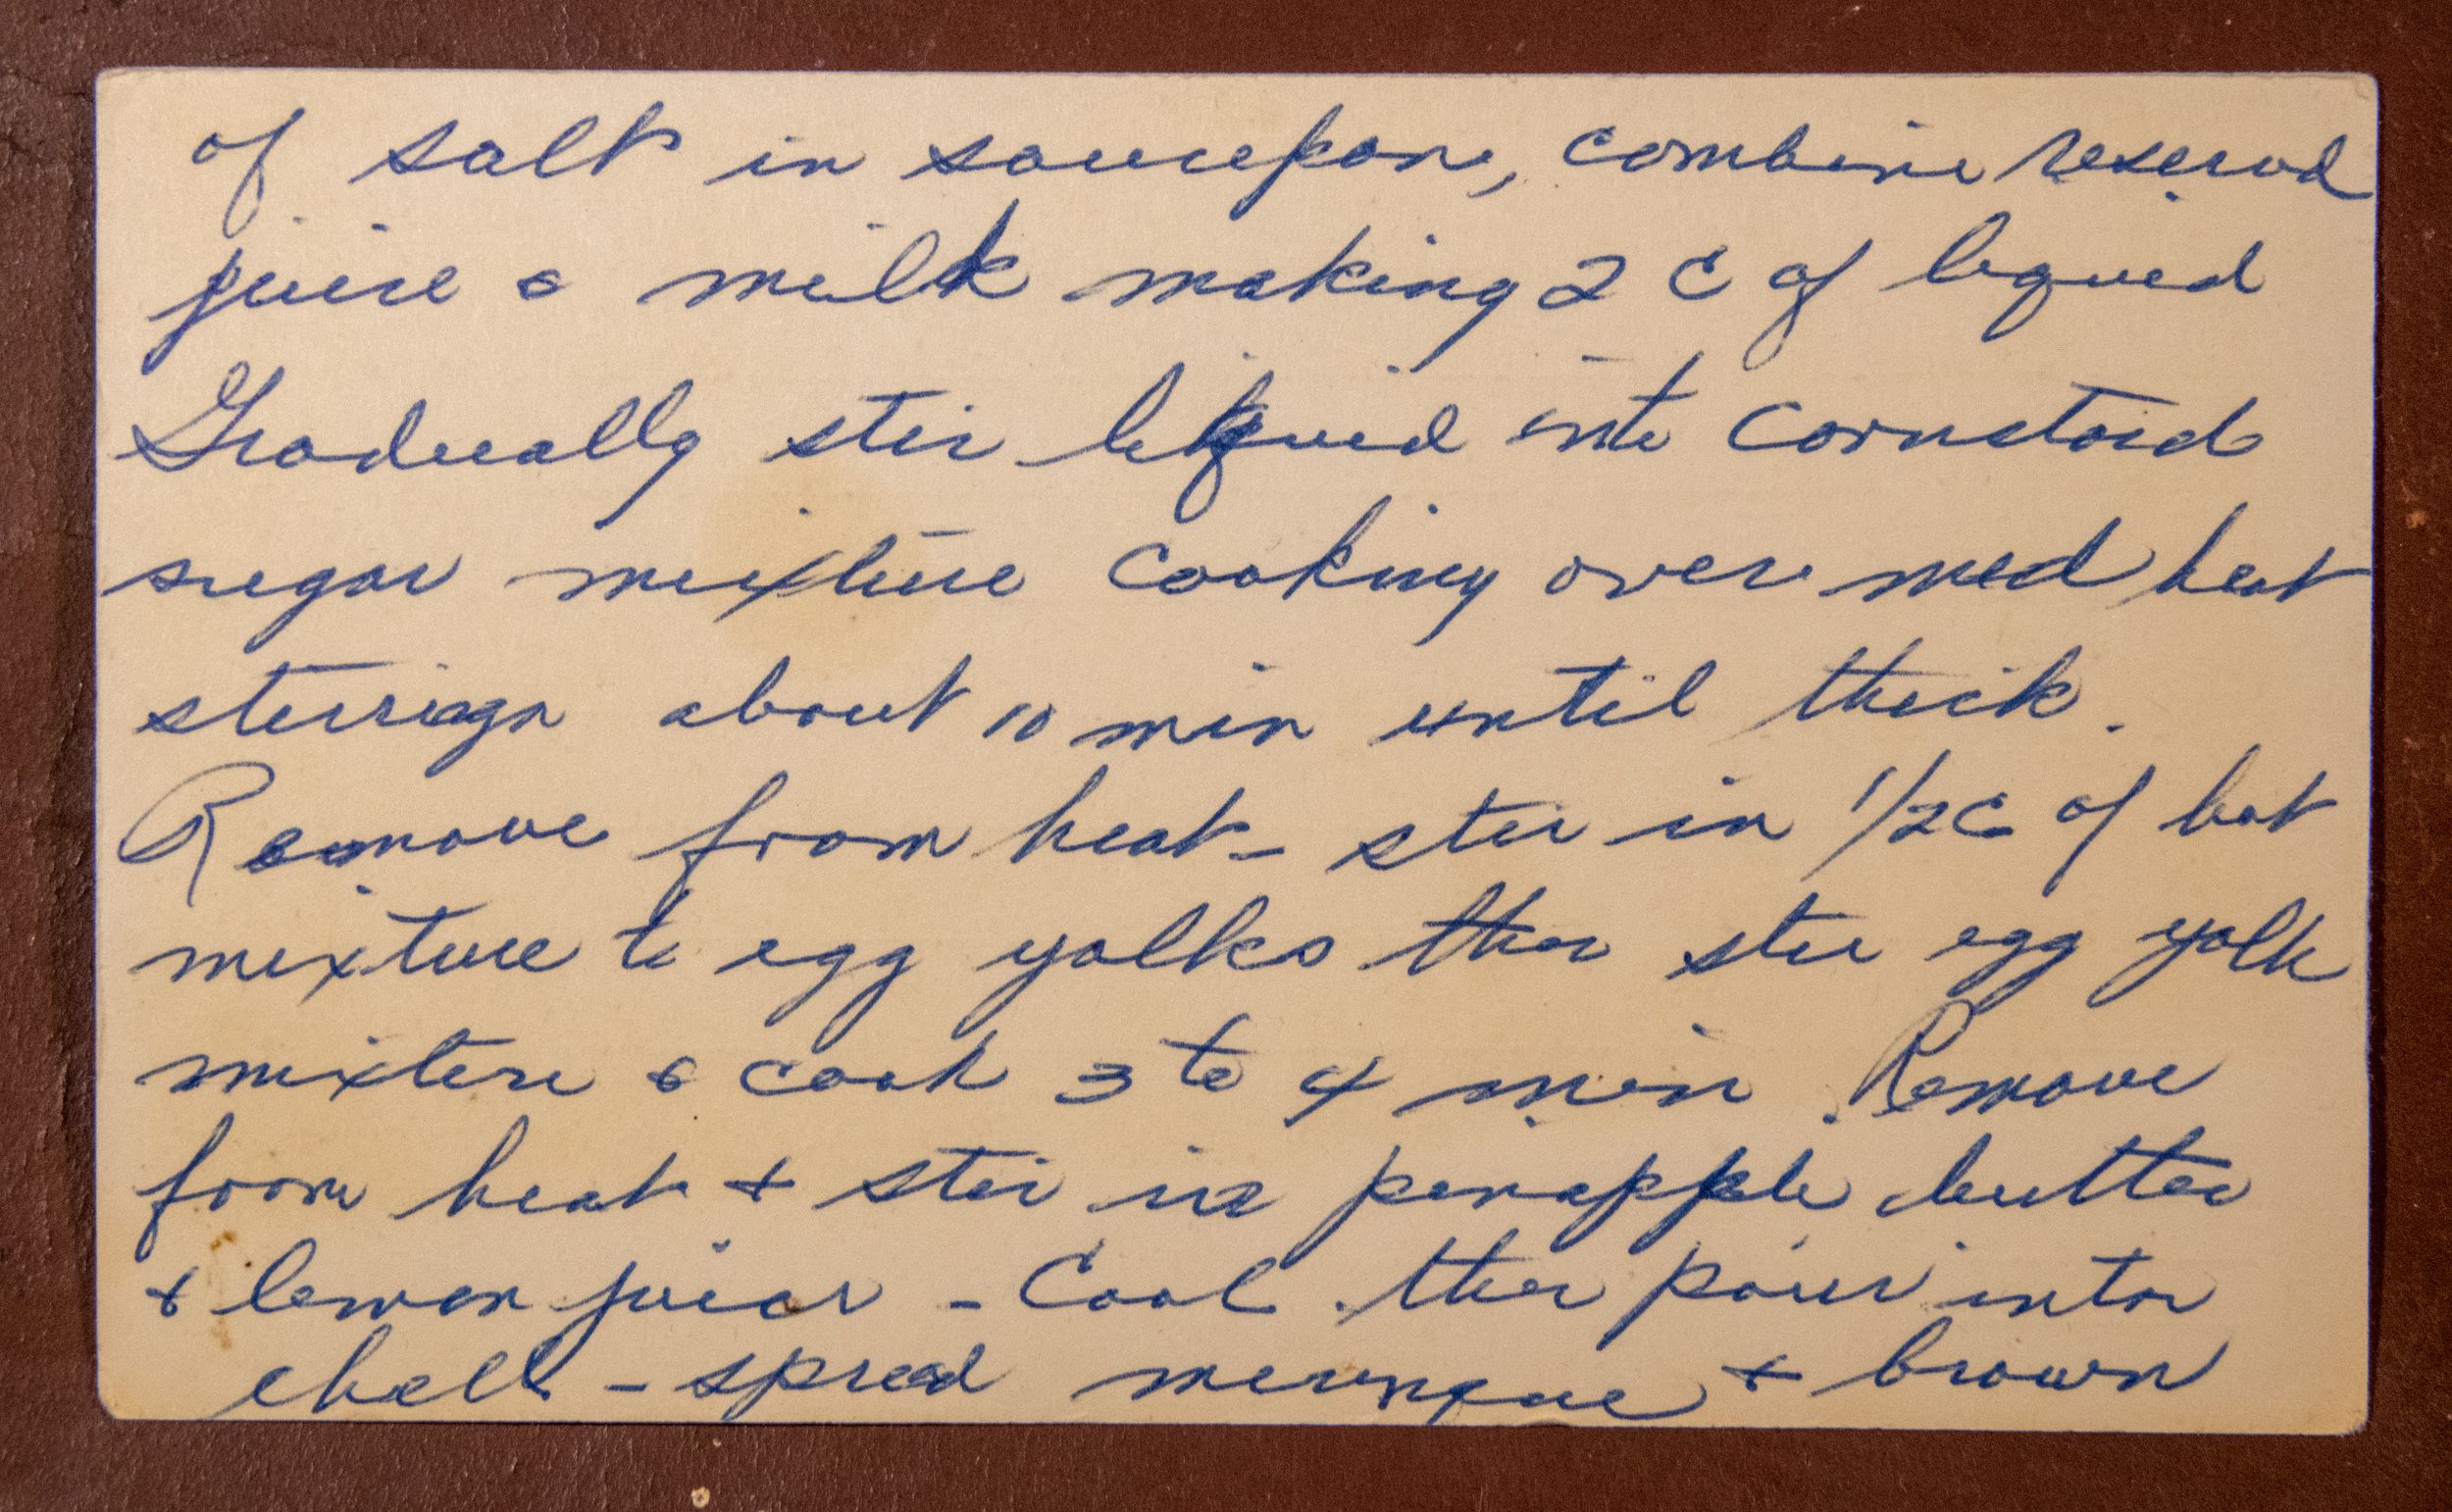 of salt in saucepan, combine reserved
juice & milk making 2 C of liquid
Gradually stir liquid into cornstarch
sugar mixture cooking over med heat
stirring about 10 min until thick.
Remove from heat - stir in 1/2 C of hot
mixture to egg yolks then stir egg yolk
mixture & cook 3 to 4 min. Remove
from heat + stir in pineapple butter
+ lemon juice - Cool then pour into
shell - spread meringue + brown